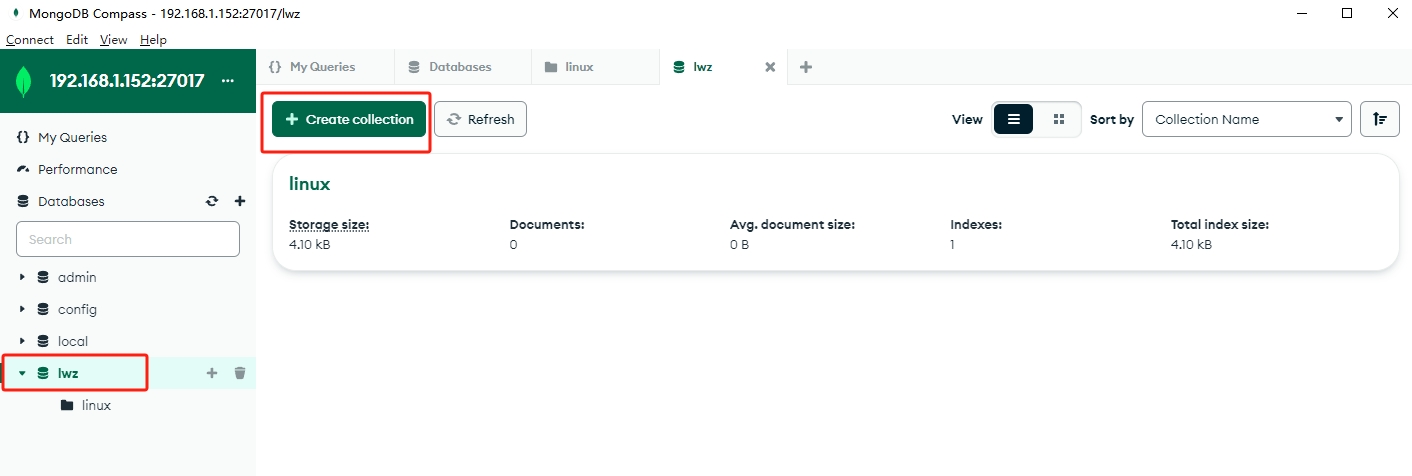 MongoDB Compass - 192.168.1.152:27017/lwz
Connect Edit View Help
192.168.1.152:27017 ...
{} My Queries
Performance
Databases
Search
admin
config
local
lwz
linux
{} My Queries Databases linux lwz
Create collection Refresh View Sort by Collection Name
linux
Storage size: Documents: Avg. document size: Indexes: Total index size:
4.10 kB 0 0 B 1 4.10 kB